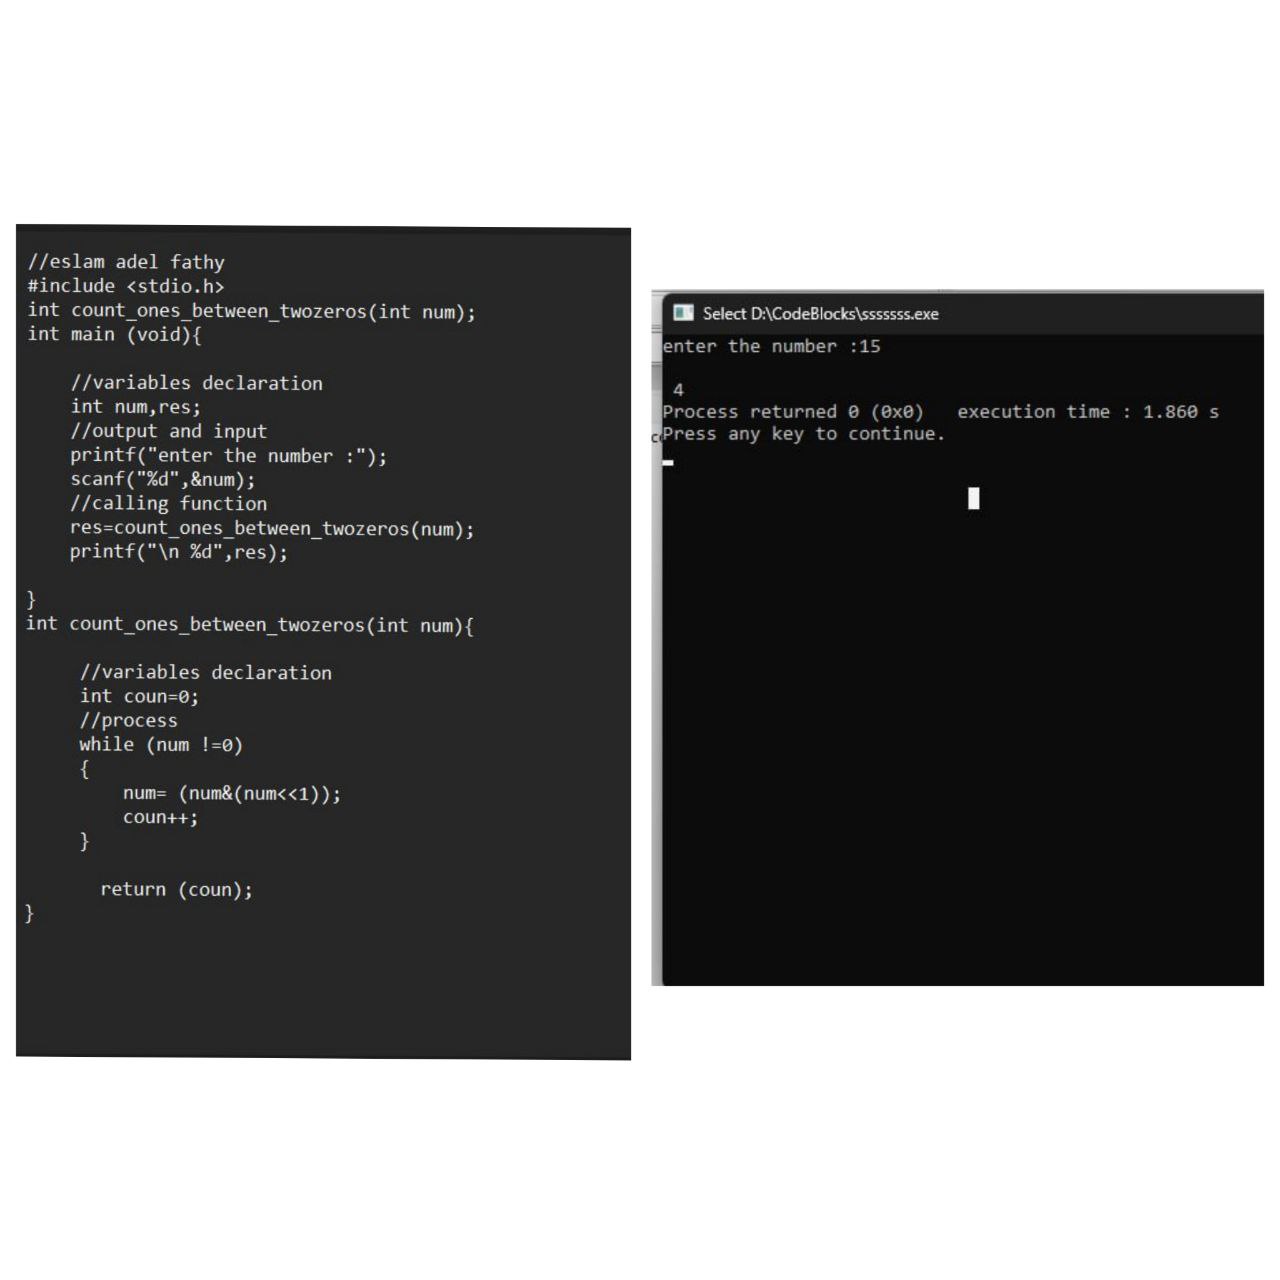 //eslam adel fathy
#include <stdio.h>
int count_ones_between_twozeros(int num);
int main (void){
//variables declaration
int num,res;
//output and input
printf("enter the number :");
scanf("%d",&num);
//calling function
res=count_ones_between_twozeros(num);
printf("\n %d",res);
}
int count_ones_between_twozeros(int num){
//variables declaration
int coun=0;
//process
while (num !=0)
{
num= (num&(num<<1));
coun++;
}
return (coun);
}
Select D:\CodeBlocks\sssssss.exe
enter the number :15
4
Process returned 0 (0x0)   execution time : 1.860 s
Press any key to continue.